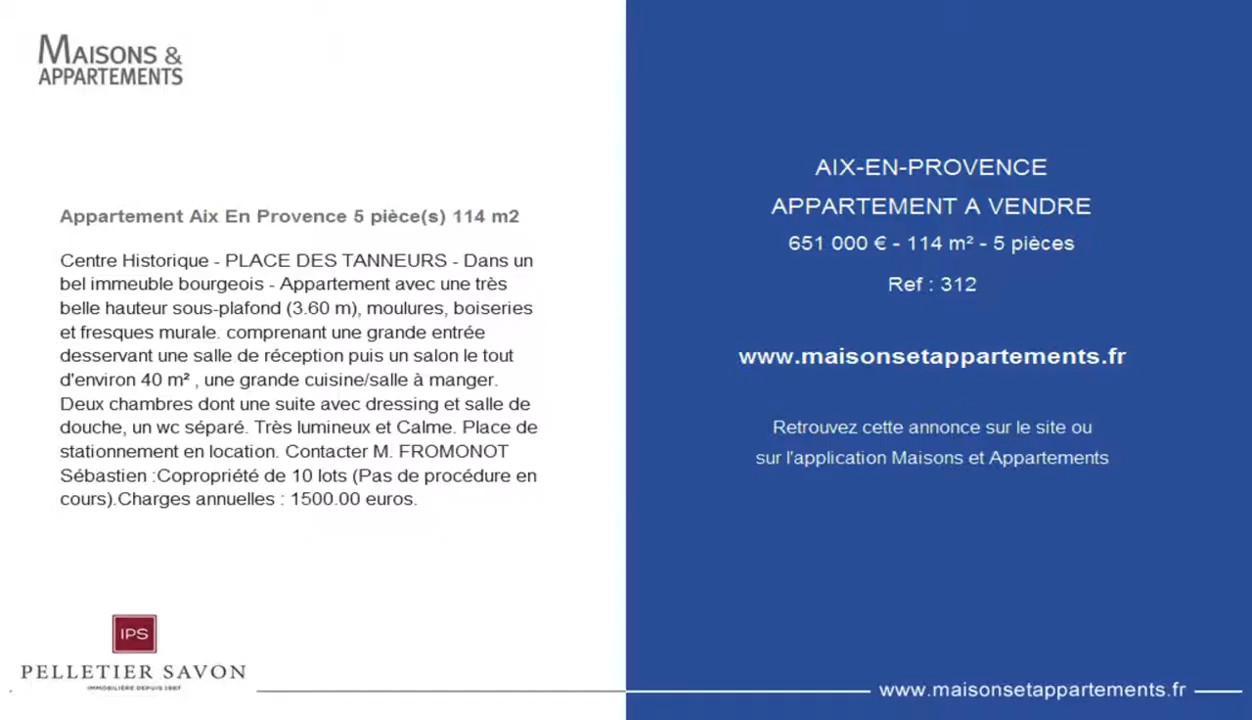 MAISONS &
APPARTEMENTS
Appartement Aix En Provence 5 pièce(s) 114 m2
Centre Historique - PLACE DES TANNEURS - Dans un
bel immeuble bourgeois - Appartement avec une très
belle hauteur sous-plafond (3.60 m), moulures, boiseries
et fresques murale. comprenant une grande entrée
desservant une salle de réception puis un salon le tout
d'environ 40 m² , une grande cuisine/salle à manger.
Deux chambres dont une suite avec dressing et salle de
douche, un wc séparé. Très lumineux et Calme. Place de
stationnement en location. Contacter M. FROMONOT
Sébastien :Copropriété de 10 lots (Pas de procédure en
cours).Charges annuelles : 1500.00 euros.
IPS
PELLETIER SAVON
IMMOBILIÈRE DEPUIS 1987
AIX-EN-PROVENCE
APPARTEMENT A VENDRE
651 000 € - 114 m² - 5 pièces
Ref : 312
www.maisonsetappartements.fr
Retrouvez cette annonce sur le site ou
sur l'application Maisons et Appartements
www.maisonsetappartements.fr